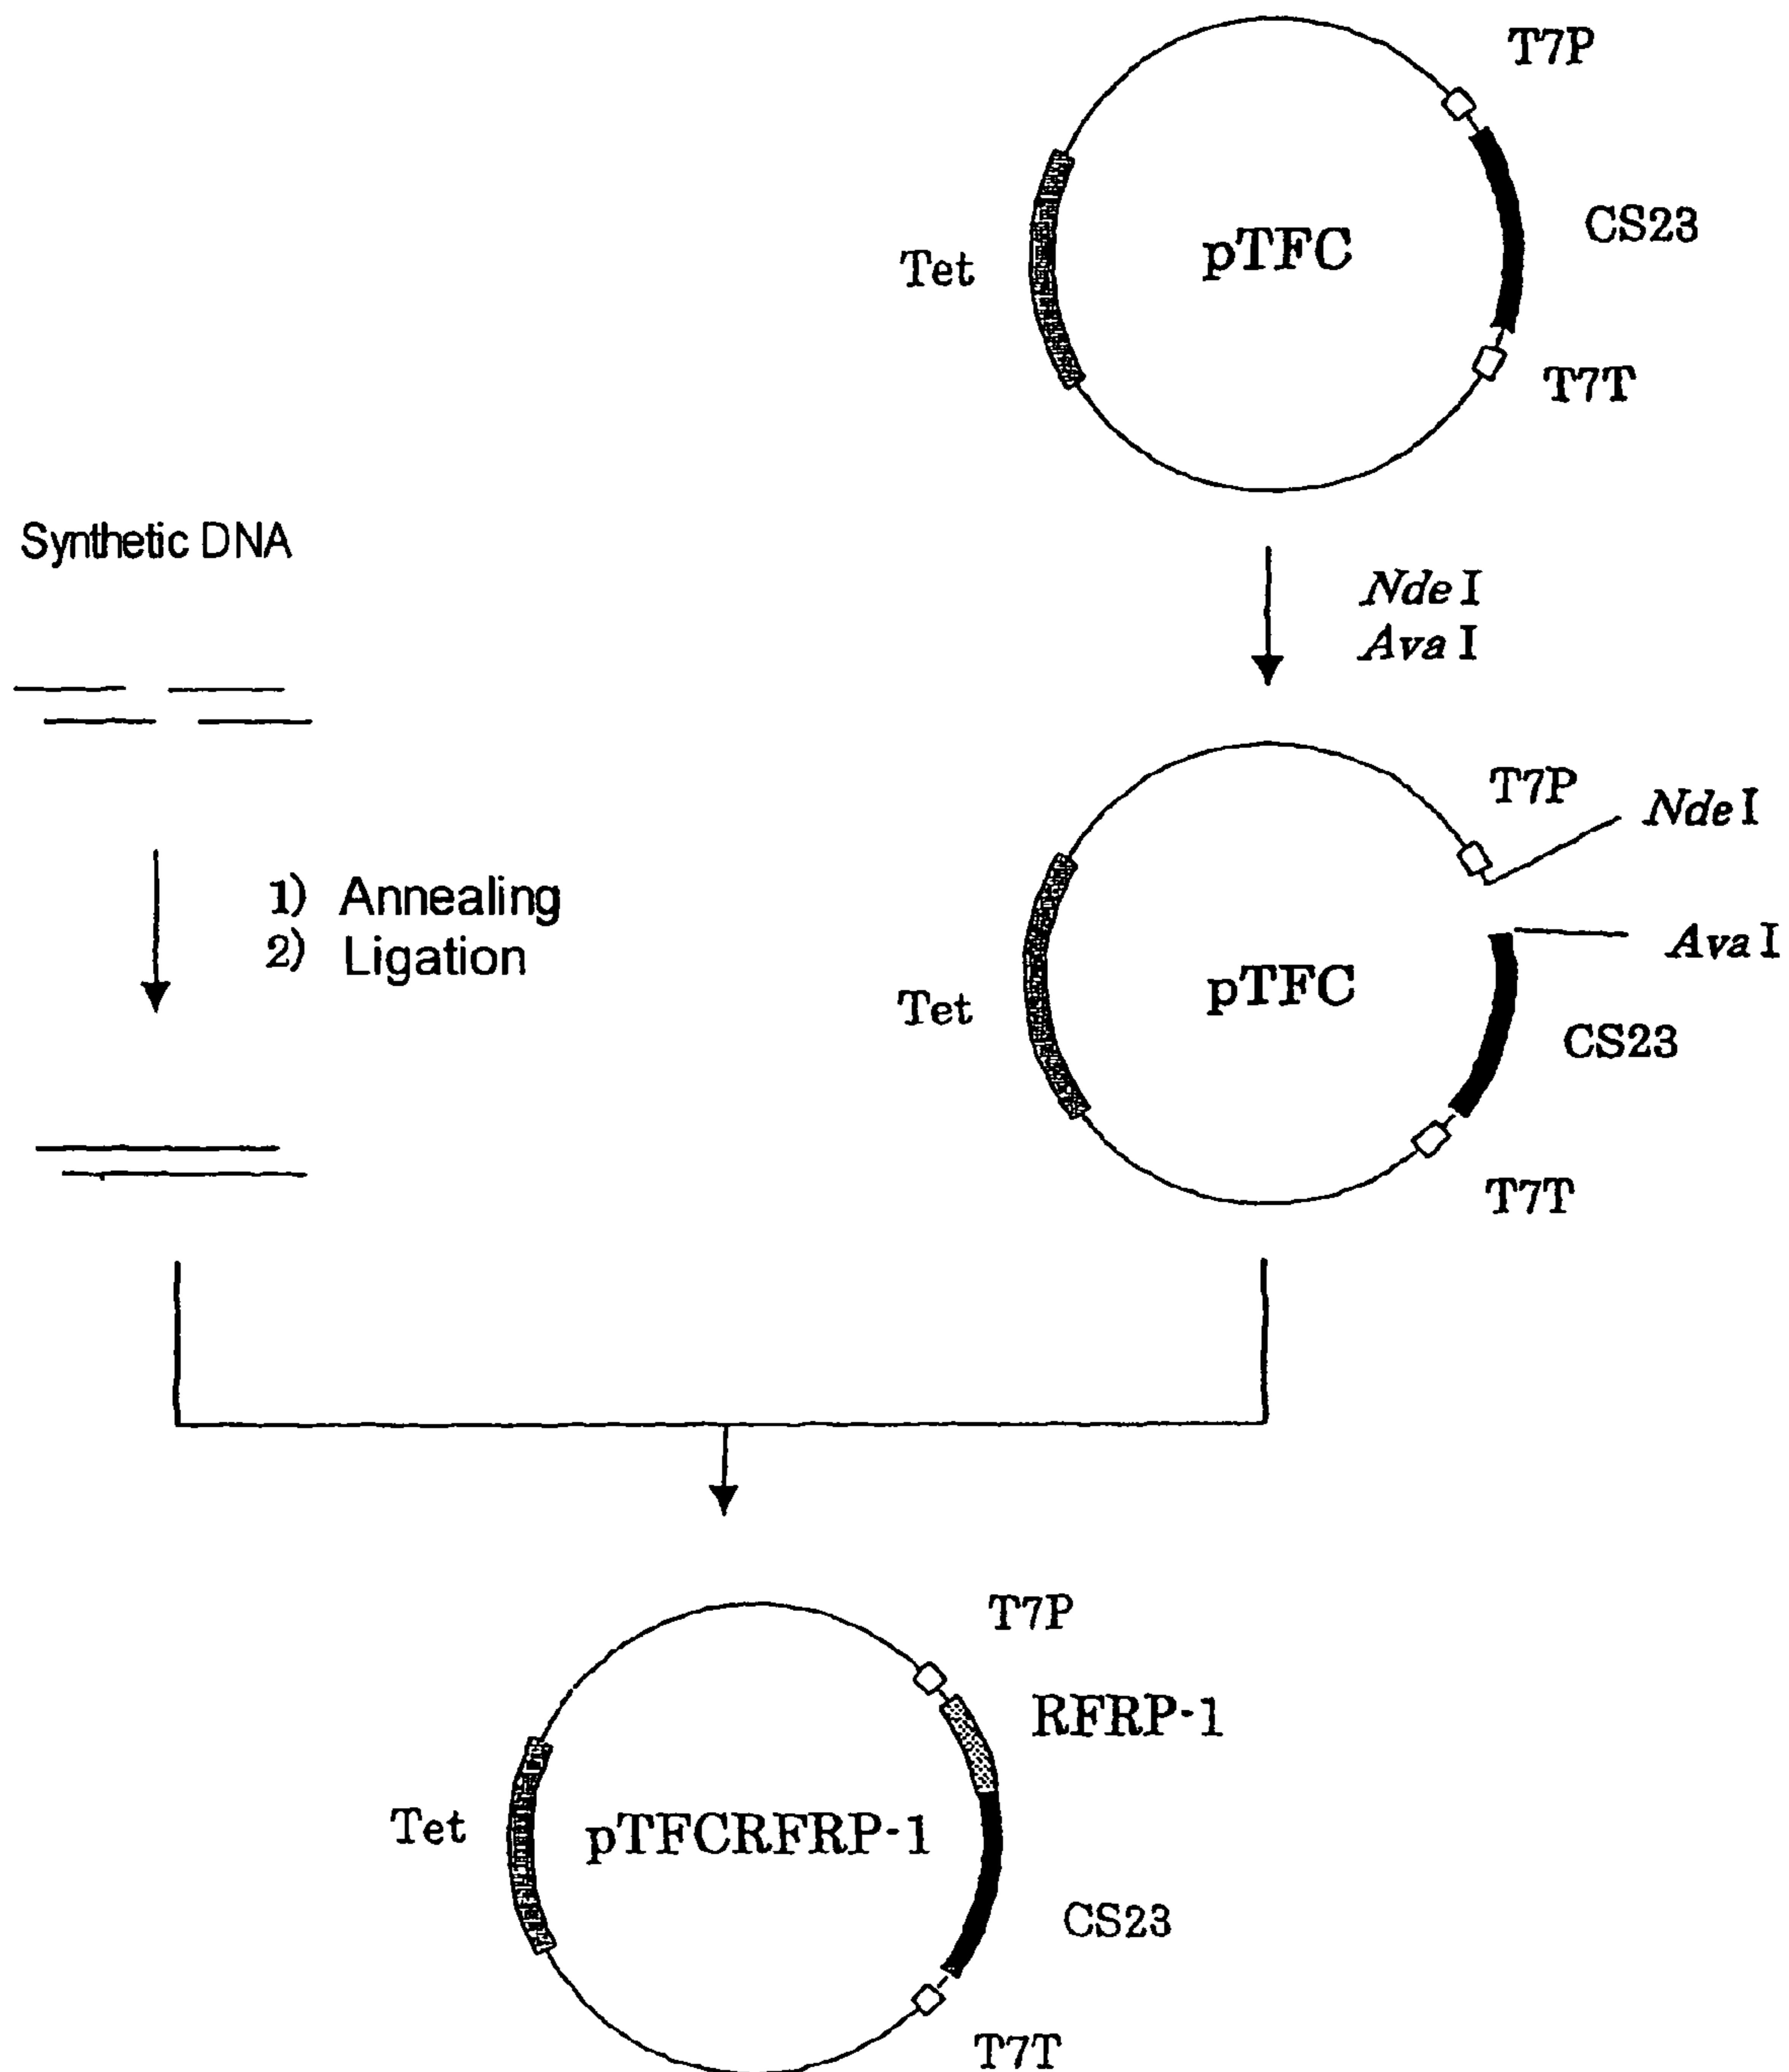 T7P
CS23
pTFC
Tet
T7T
Synthetic DNA
Nde I
Ava I
T7P
Nde I
1) Annealing
2) Ligation
Ava I
pTFC
Tet
CS23
T7T
T7P
RFRP-1
Tet
pTFCRFRP-1
CS23
T7T